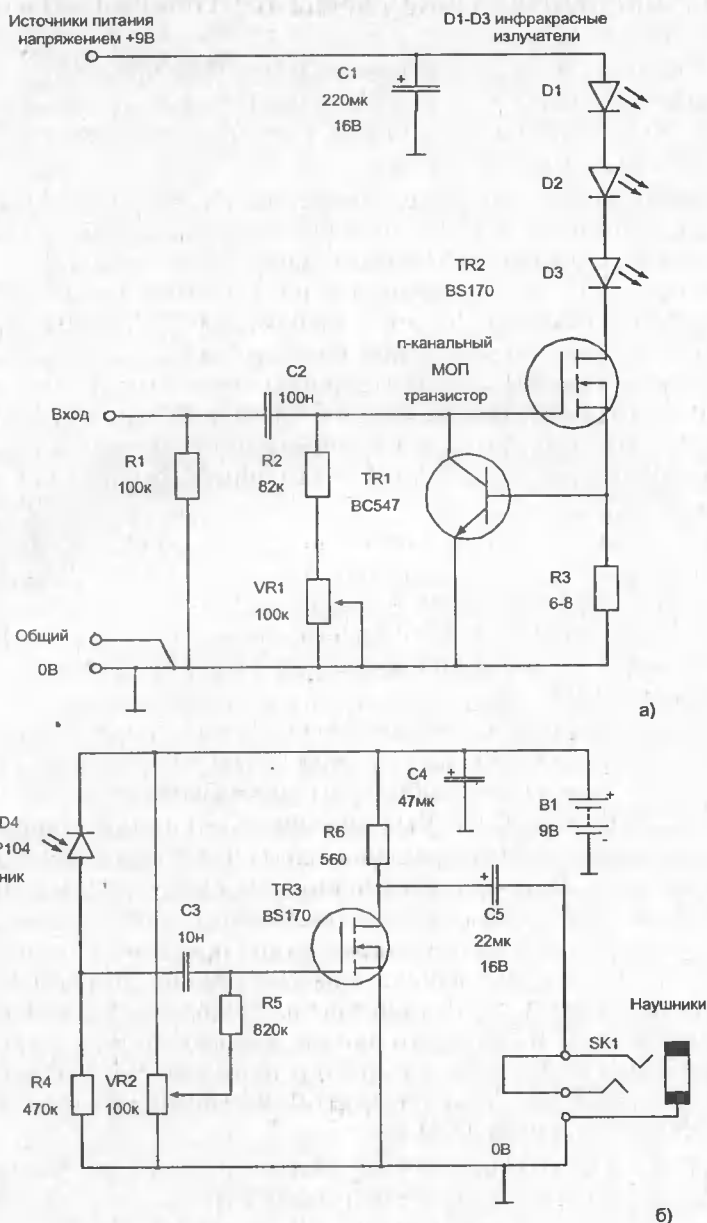 Источники питания
напряжением +9В
D1-D3 инфракрасные
излучатели
C1
220мк
16В
+
D1
D2
D3
TR2
BS170
n-канальный
МОП
транзистор
C2
100н
Вход
R1
100к
R2
82к
TR1
BC547
VR1
100к
R3
6-8
Общий
0В
а)
D4
P104
ник
C3
10н
TR3
BS170
R6
560
C4
47мк
+
B1
9В
+
-
+
C5
22мк
16В
R5
820к
R4
470к
VR2
100к
Наушники
SK1
0В
б)